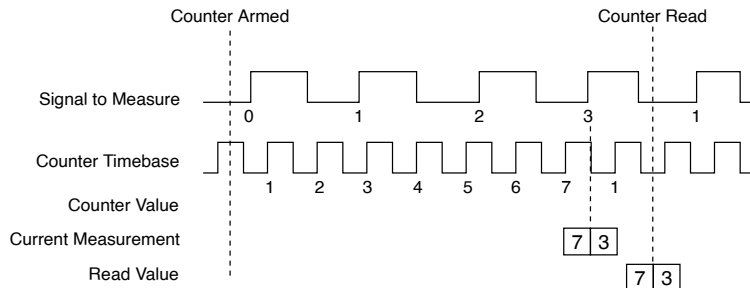 Counter Armed
Counter Read
Signal to Measure
0 1 2 3 1
Counter Timebase
1 2 3 4 5 6 7 1
Counter Value
Current Measurement
7 3
Read Value
7 3